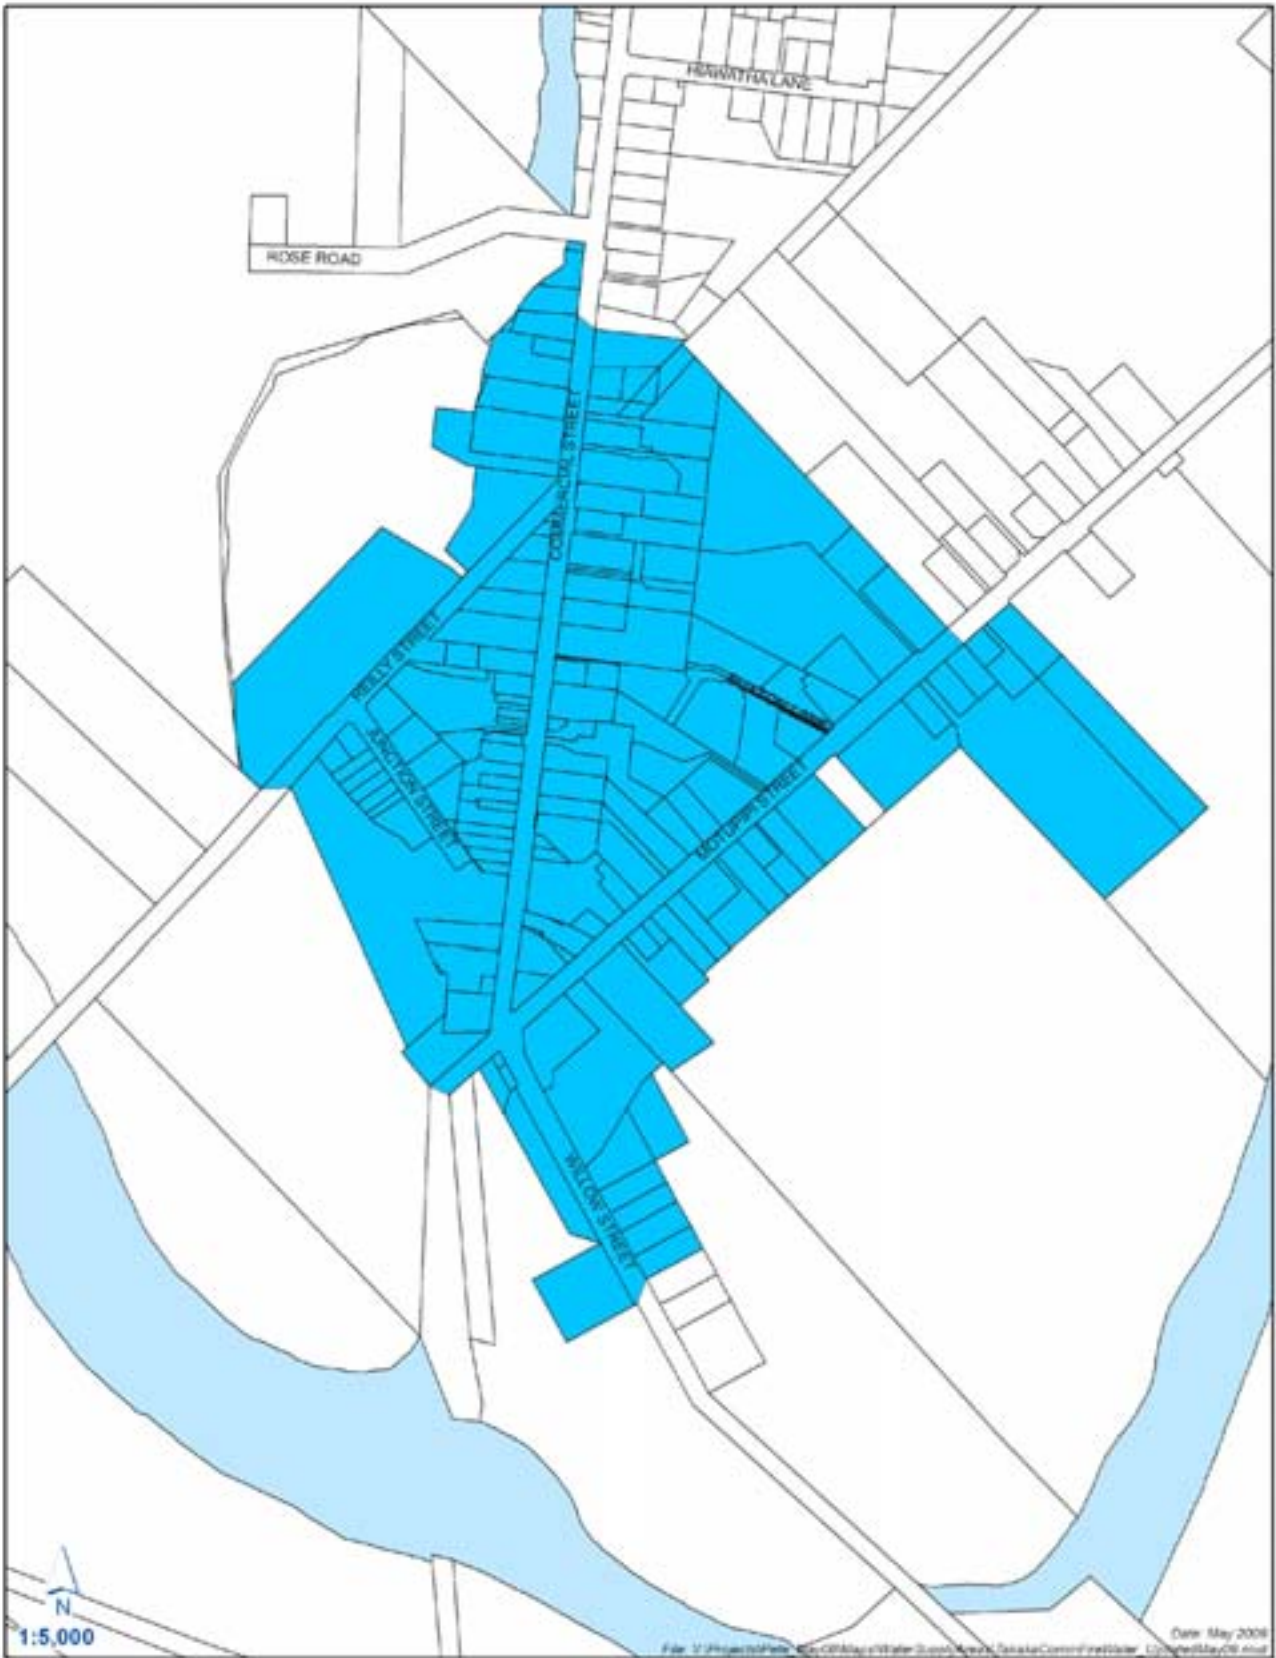 HIAWATHA LANE
ROSE ROAD
COMMERCIAL STREET
REILLY STREET
JUNCTION STREET
MOTUPIPI STREET
WILLOW STREET
N
1:5,000
Date: May 2009